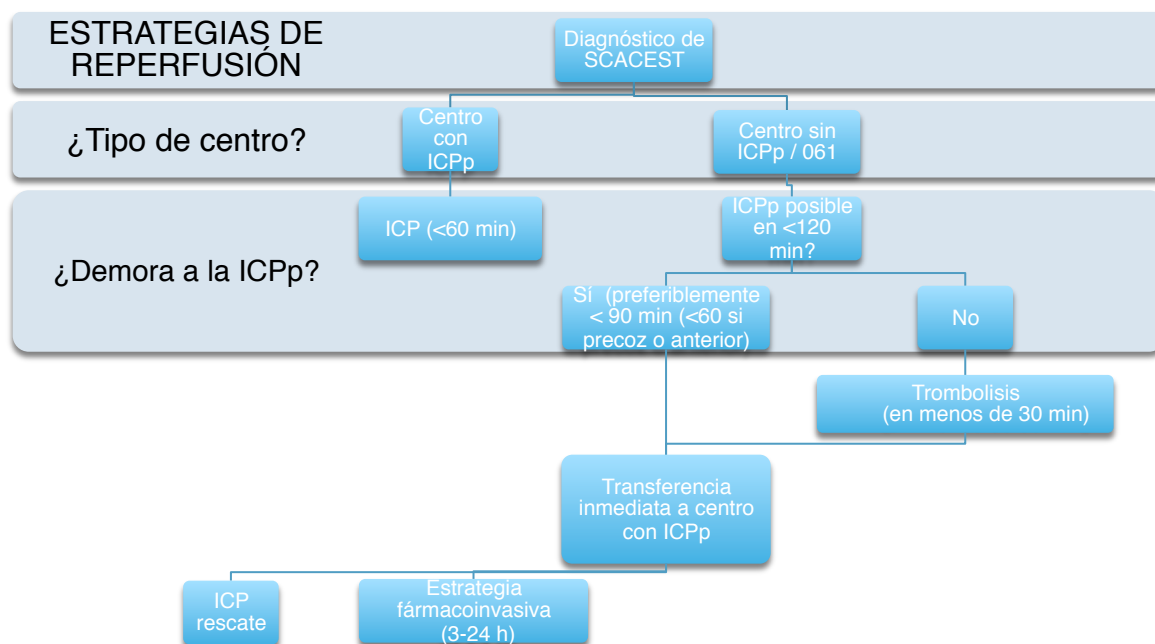 ESTRATEGIAS DE
REPERFUSIÓN
Diagnóstico de
SCACEST
¿Tipo de centro?
Centro
con
ICPp
Centro sin
ICPp / 061
¿Demora a la ICPp?
ICP (<60 min)
ICPp posible
en <120
min?
Sí (preferiblemente
< 90 min (<60 si
precoz o anterior)
No
Trombolisis
(en menos de 30 min)
Transferencia
inmediata a centro
con ICPp
ICP
rescate
Estrategia
fármacoinvasiva
(3-24 h)